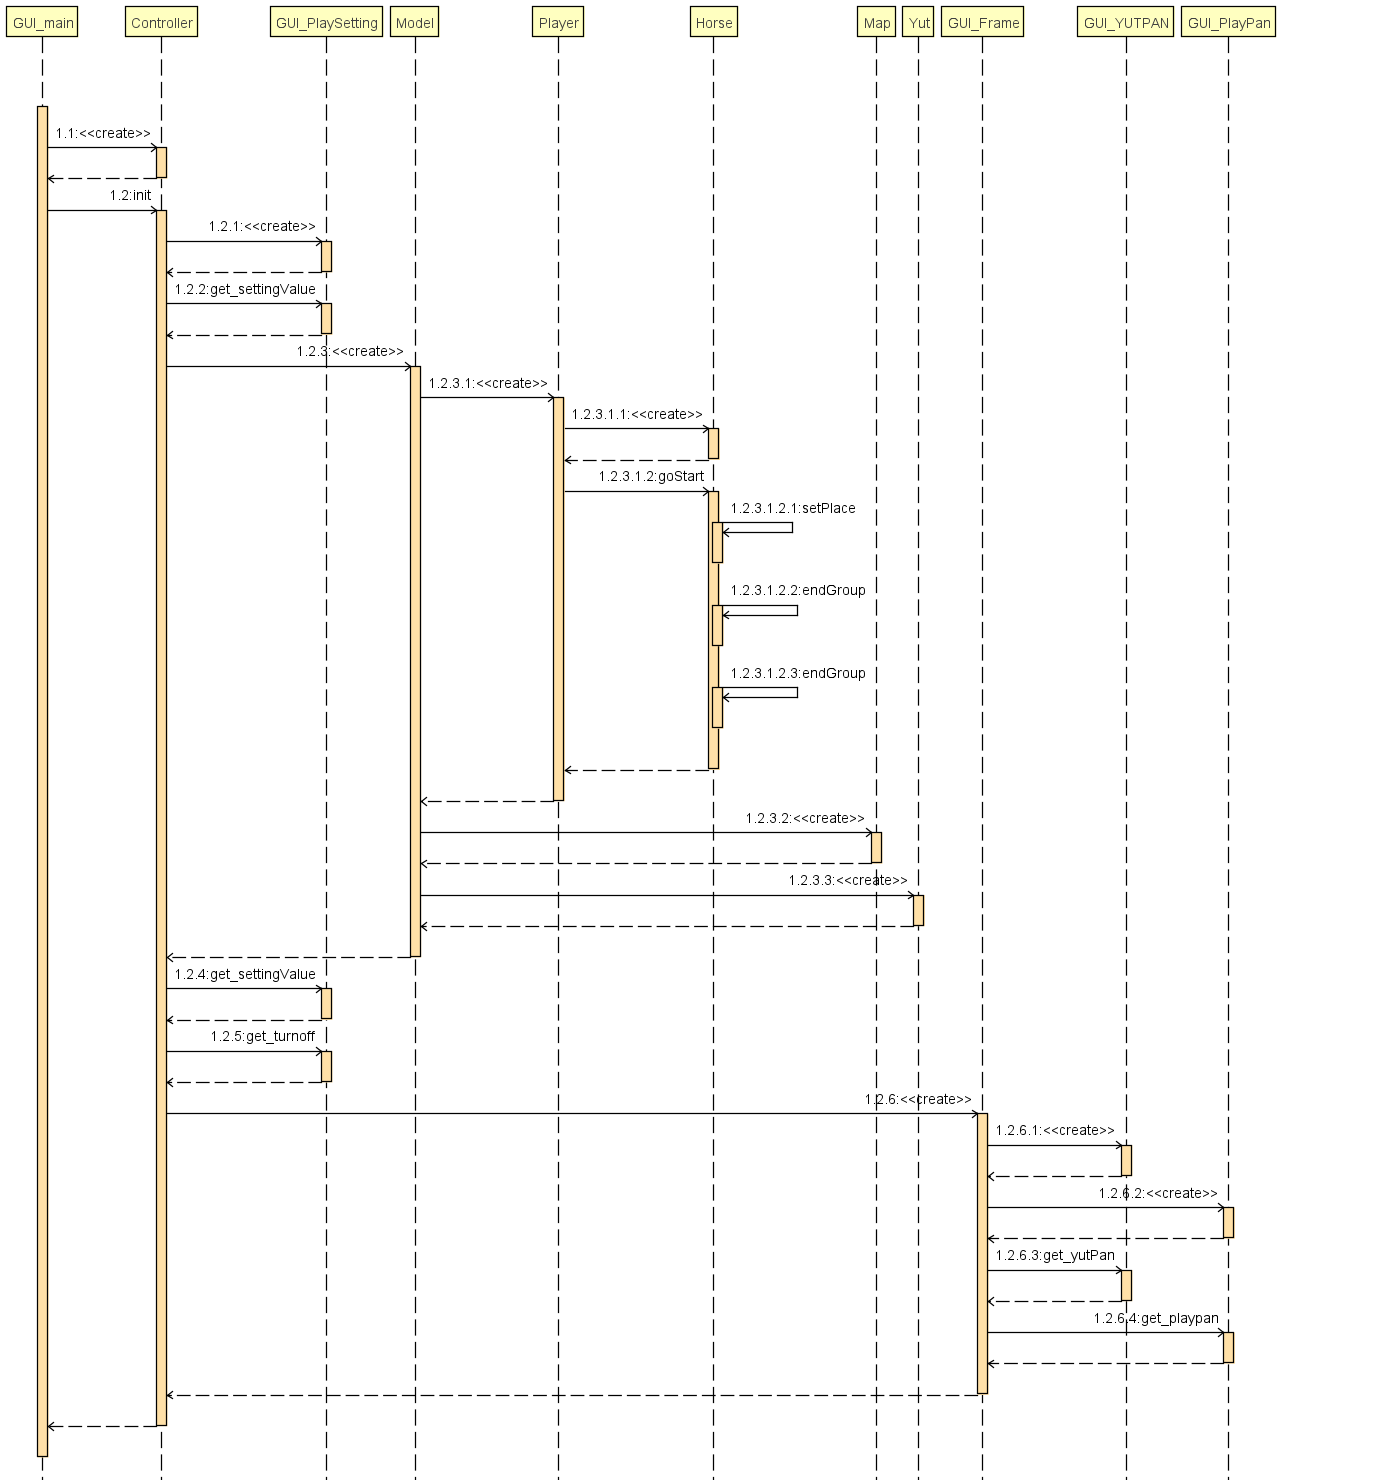 GUI_main
Controller
GUI_PlaySetting
Model
Player
Horse
Map
Yut
GUI_Frame
GUI_YUTPAN
GUI_PlayPan
1.1:<<create>>
1.2:init
1.2.1:<<create>>
1.2.2:get_settingValue
1.2.3:<<create>>
1.2.3.1:<<create>>
1.2.3.1.1:<<create>>
1.2.3.1.2:goStart
1.2.3.1.2.1:setPlace
1.2.3.1.2.2:endGroup
1.2.3.1.2.3:endGroup
1.2.3.2:<<create>>
1.2.3.3:<<create>>
1.2.4:get_settingValue
1.2.5:get_turnoff
1.2.6:<<create>>
1.2.6.1:<<create>>
1.2.6.2:<<create>>
1.2.6.3:get_yutPan
1.2.6.4:get_playpan